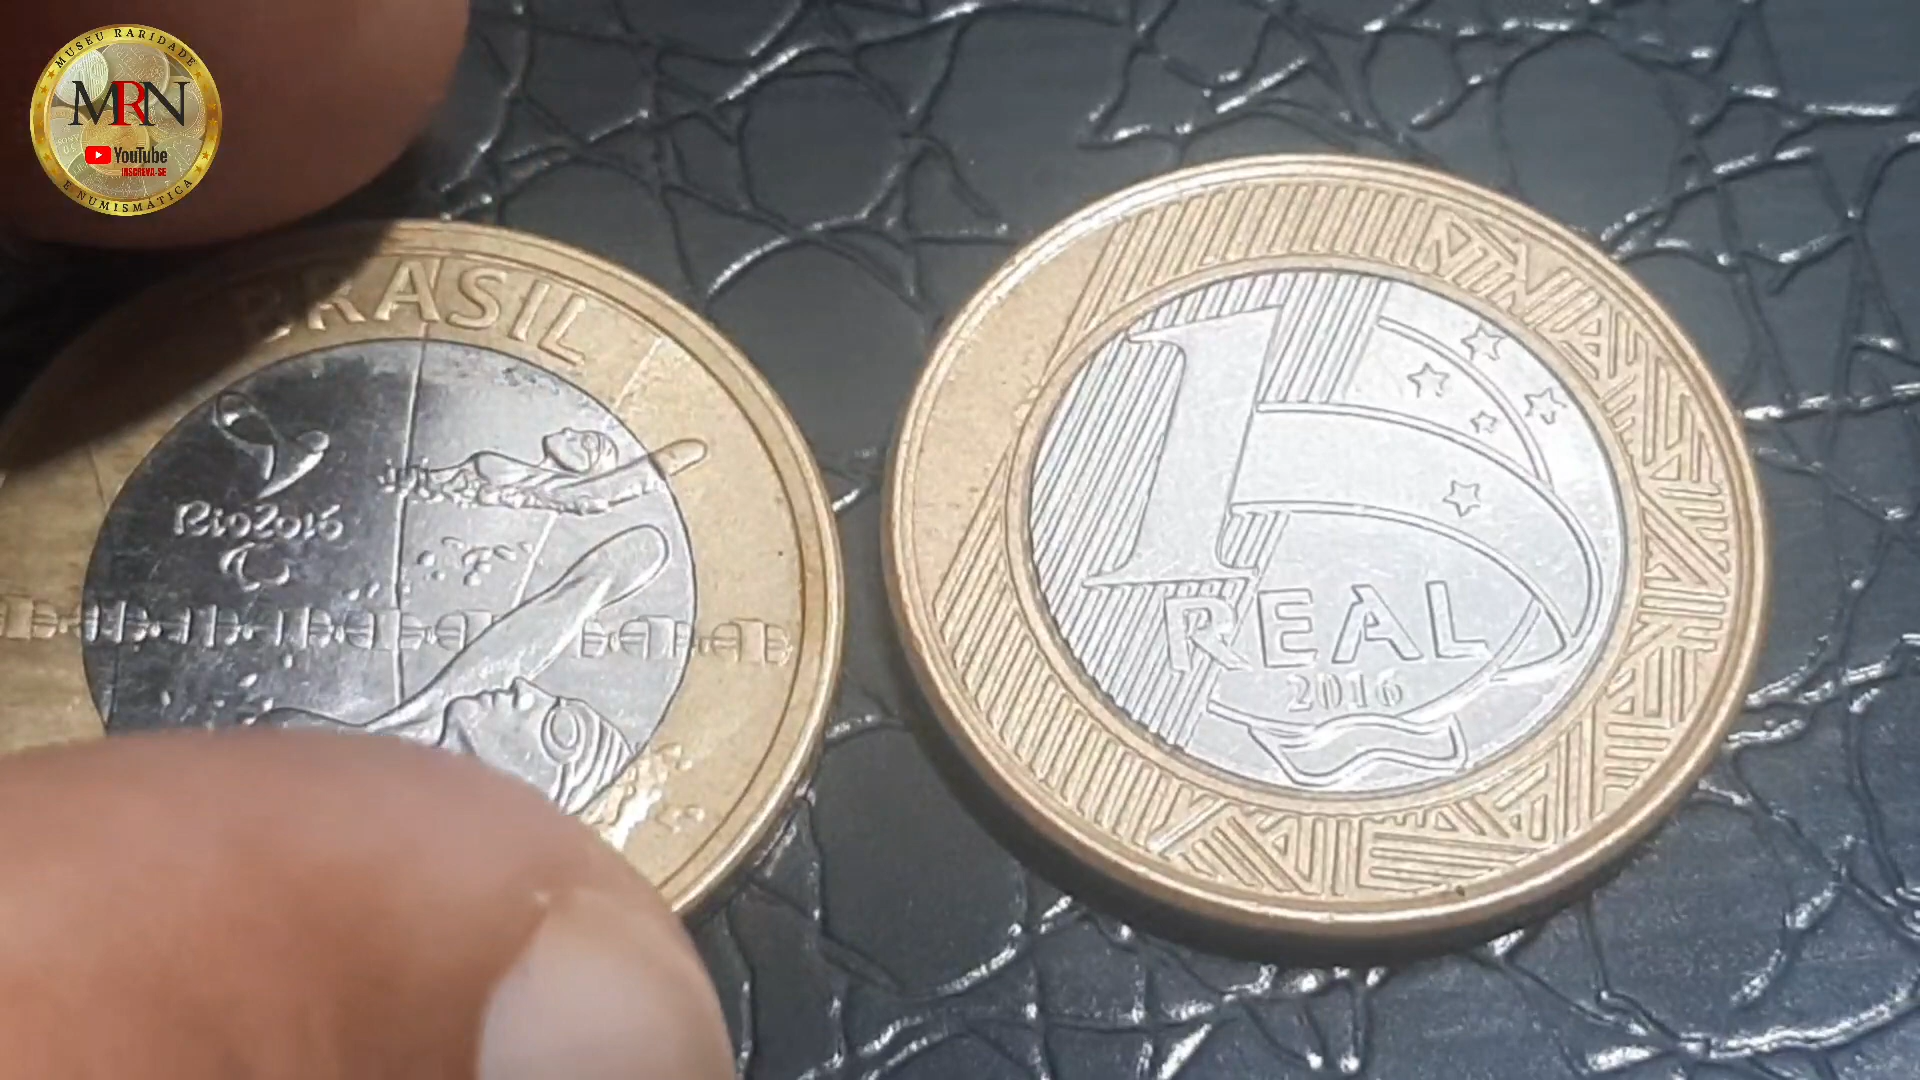 MUSEU RARIDADE
MRN
YouTube
INSCREVA-SE
E NUMISMÁTICA
BRASIL
Rio2016
1
REAL
2016